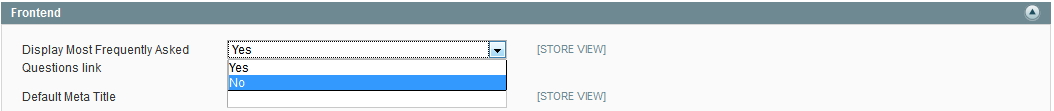 Frontend
Display Most Frequently Asked Questions link
Yes
[STORE VIEW]
Yes
No
Default Meta Title
[STORE VIEW]